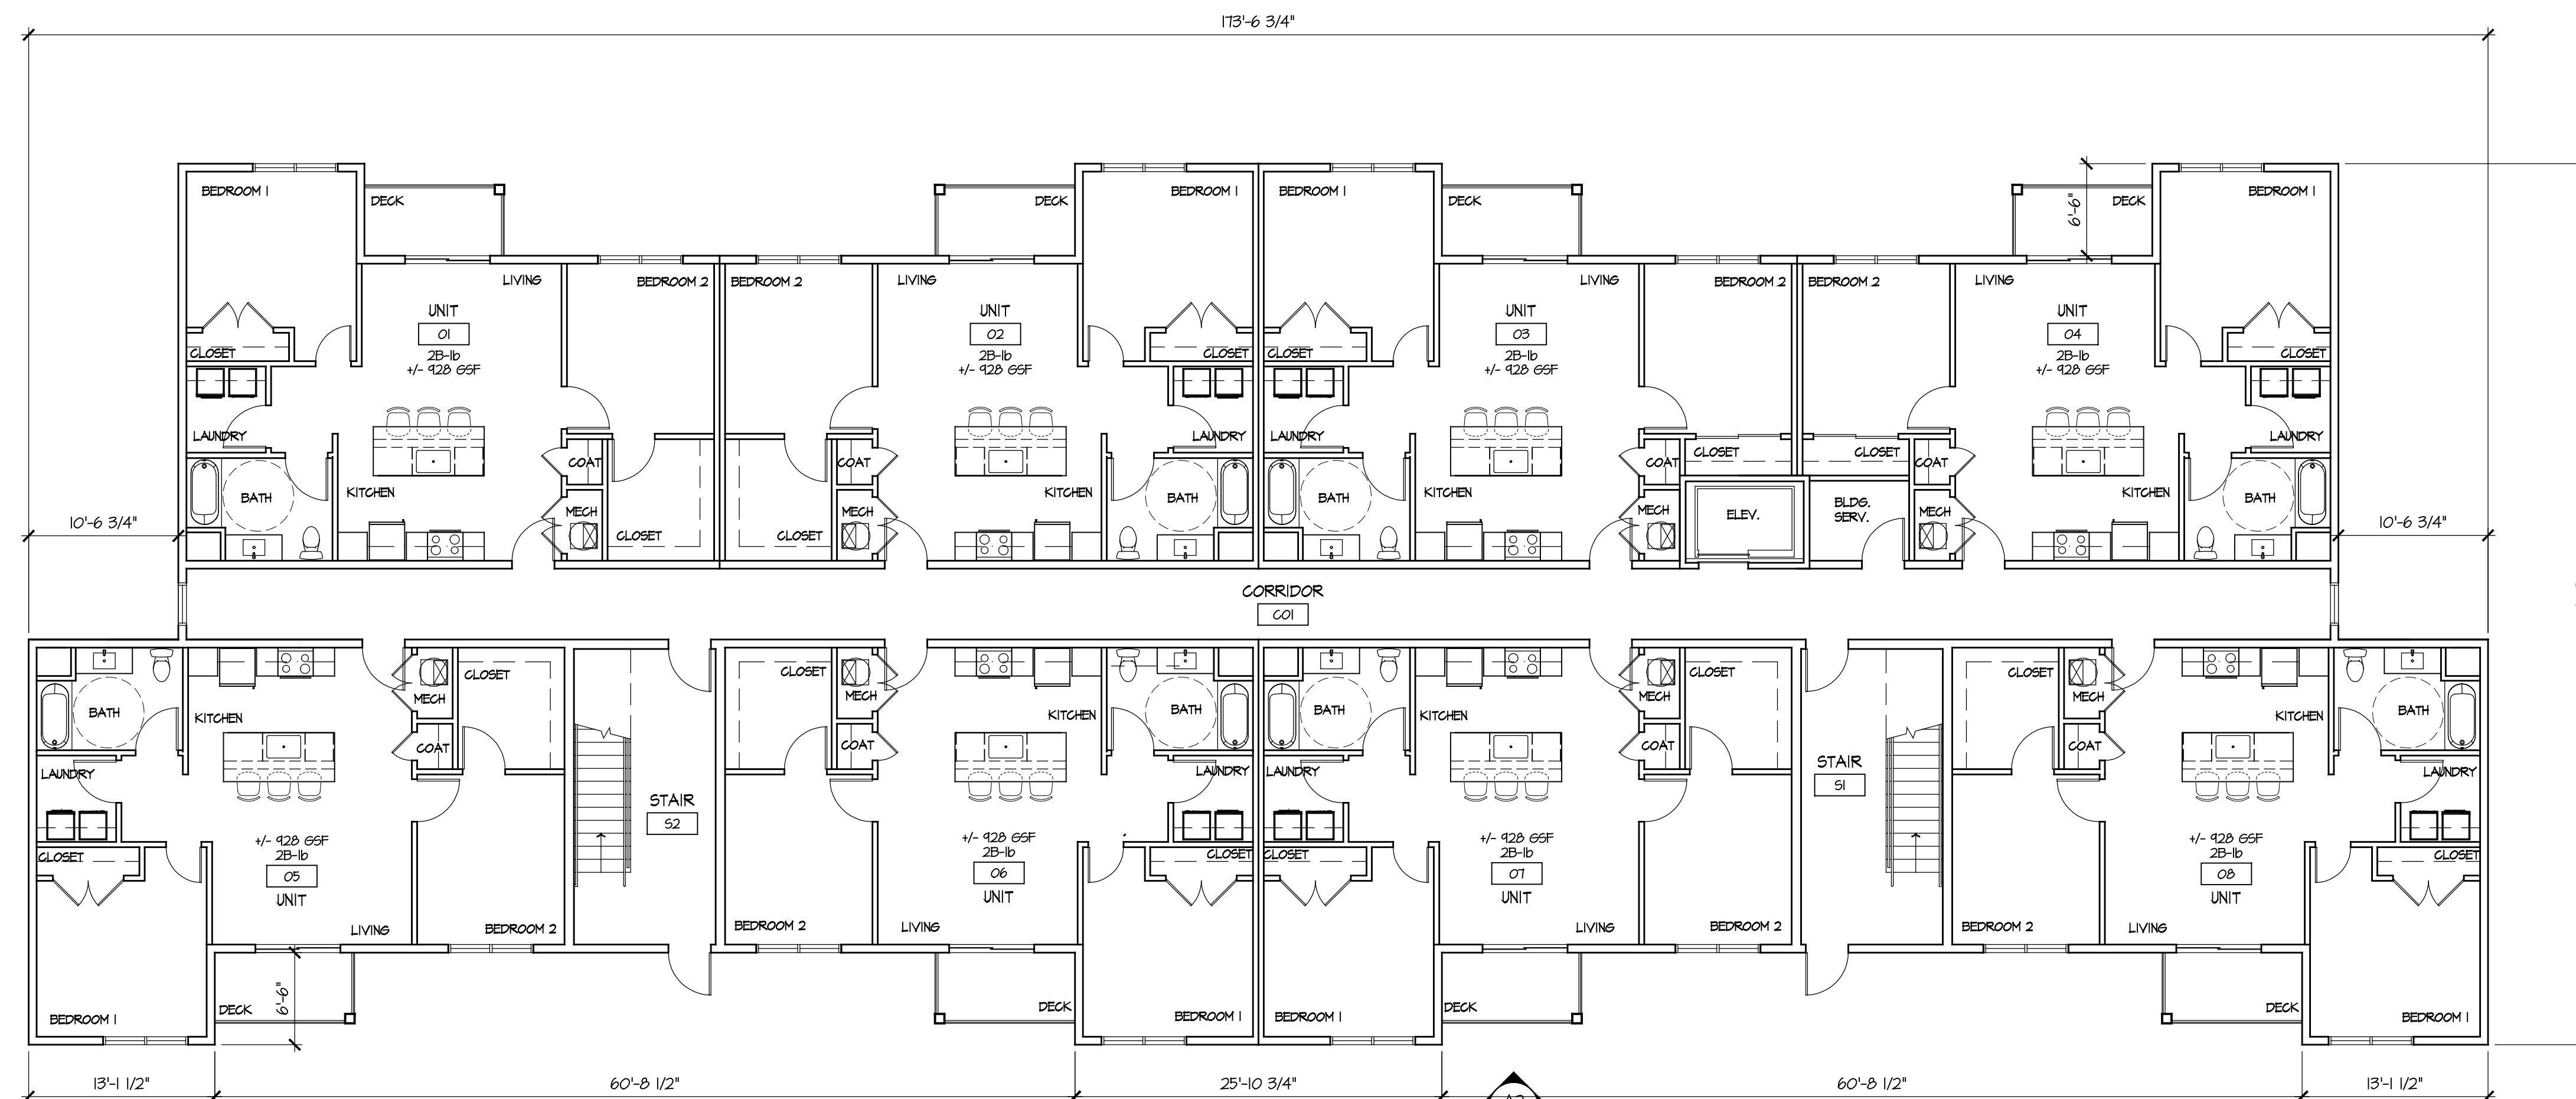 173'-6 3/4"
BEDROOM 1
DECK
DECK
BEDROOM 1
BEDROOM 1
DECK
6'-6"
DECK
BEDROOM 1
LIVING
BEDROOM 2
BEDROOM 2
LIVING
LIVING
BEDROOM 2
BEDROOM 2
LIVING
UNIT
01
2B-1b
+/- 928 GSF
UNIT
02
2B-1b
+/- 928 GSF
UNIT
03
2B-1b
+/- 928 GSF
UNIT
04
2B-1b
+/- 928 GSF
CLOSET
CLOSET
CLOSET
CLOSET
LAUNDRY
LAUNDRY
LAUNDRY
LAUNDRY
COAT
COAT
COAT
CLOSET
CLOSET
COAT
BATH
KITCHEN
KITCHEN
BATH
BATH
KITCHEN
KITCHEN
BATH
MECH
MECH
MECH
ELEV.
BLDG.
SERV.
MECH
CLOSET
CLOSET
10'-6 3/4"
10'-6 3/4"
CORRIDOR
C01
BATH
KITCHEN
MECH
COAT
CLOSET
CLOSET
MECH
COAT
KITCHEN
BATH
BATH
KITCHEN
MECH
COAT
CLOSET
CLOSET
MECH
COAT
KITCHEN
BATH
LAUNDRY
LAUNDRY
LAUNDRY
LAUNDRY
STAIR
S2
STAIR
S1
CLOSET
CLOSET
CLOSET
CLOSET
+/- 928 GSF
2B-1b
05
UNIT
+/- 928 GSF
2B-1b
06
UNIT
+/- 928 GSF
2B-1b
07
UNIT
+/- 928 GSF
2B-1b
08
UNIT
LIVING
BEDROOM 2
BEDROOM 2
LIVING
LIVING
BEDROOM 2
BEDROOM 2
LIVING
BEDROOM 1
DECK
6'-6"
DECK
BEDROOM 1
BEDROOM 1
DECK
DECK
BEDROOM 1
13'-1 1/2"
60'-8 1/2"
25'-10 3/4"
60'-8 1/2"
13'-1 1/2"